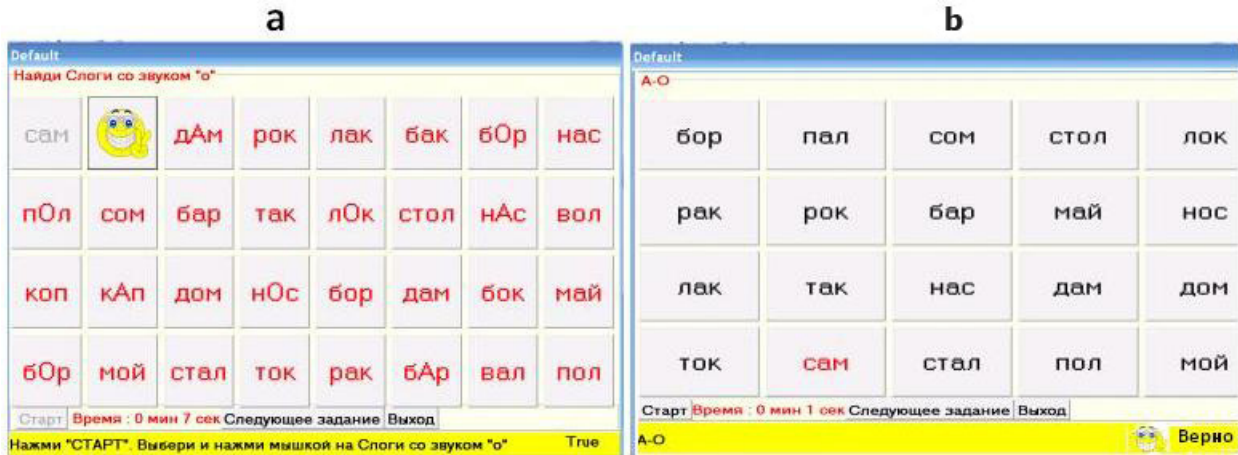 a
Default
Найди Слоги со звуком "о"
сам дАм рок лак бак бОр нас
пОл сом бар так лОк стол нАс вол
коп кАп дом нОс бор дам бок май
бОр мой стал ток рак бАр вал пол
Старт Время : 0 мин 7 сек Следующее задание Выход
Нажми "СТАРТ". Выбери и нажми мышкой на Слоги со звуком "о" True
b
Default
А-О
бор пал сом стол лок
рак рок бар май нос
лак так нас дам дом
ток сам стал пол мой
Старт Время : 0 мин 1 сек Следующее задание Выход
А-О Верно